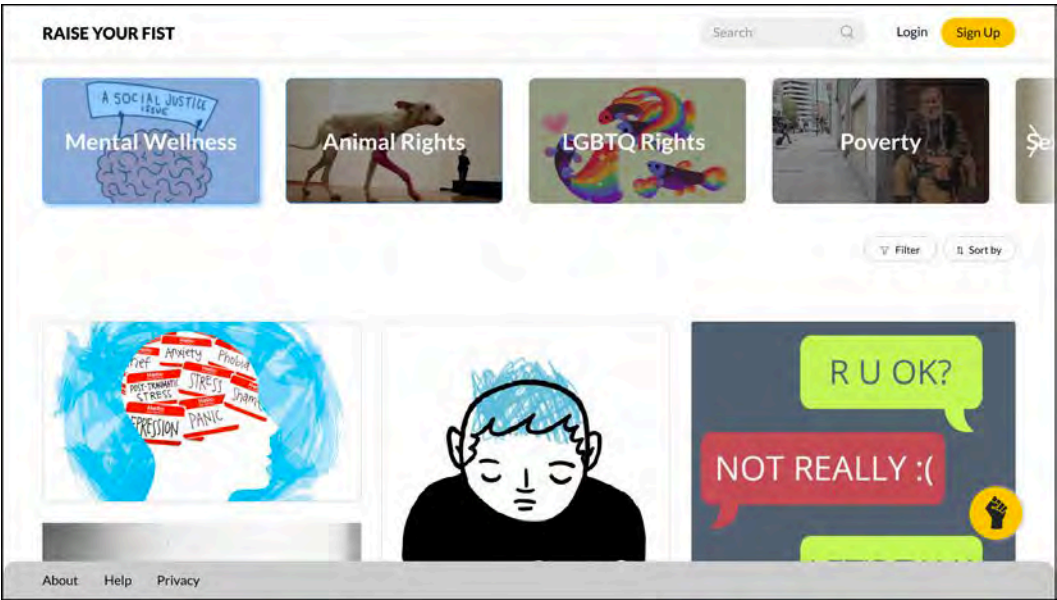 RAISE YOUR FIST
Search
Login
Sign Up
A SOCIAL JUSTICE
ISSUE
Mental Wellness
Animal Rights
LGBTQ Rights
Poverty
Filter
Sort by
Anxiety
Phobia
POST-TRAUMATIC
STRESS
STRESS
Shame
PANIC
R U OK?
NOT REALLY :(
About
Help
Privacy